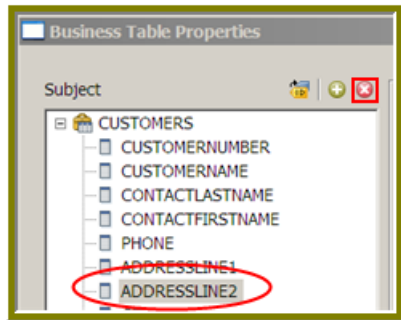 Business Table Properties
Subject
CUSTOMERS
CUSTOMERNUMBER
CUSTOMERNAME
CONTACTLASTNAME
CONTACTFIRSTNAME
PHONE
ADDRESSLINE1
ADDRESSLINE2